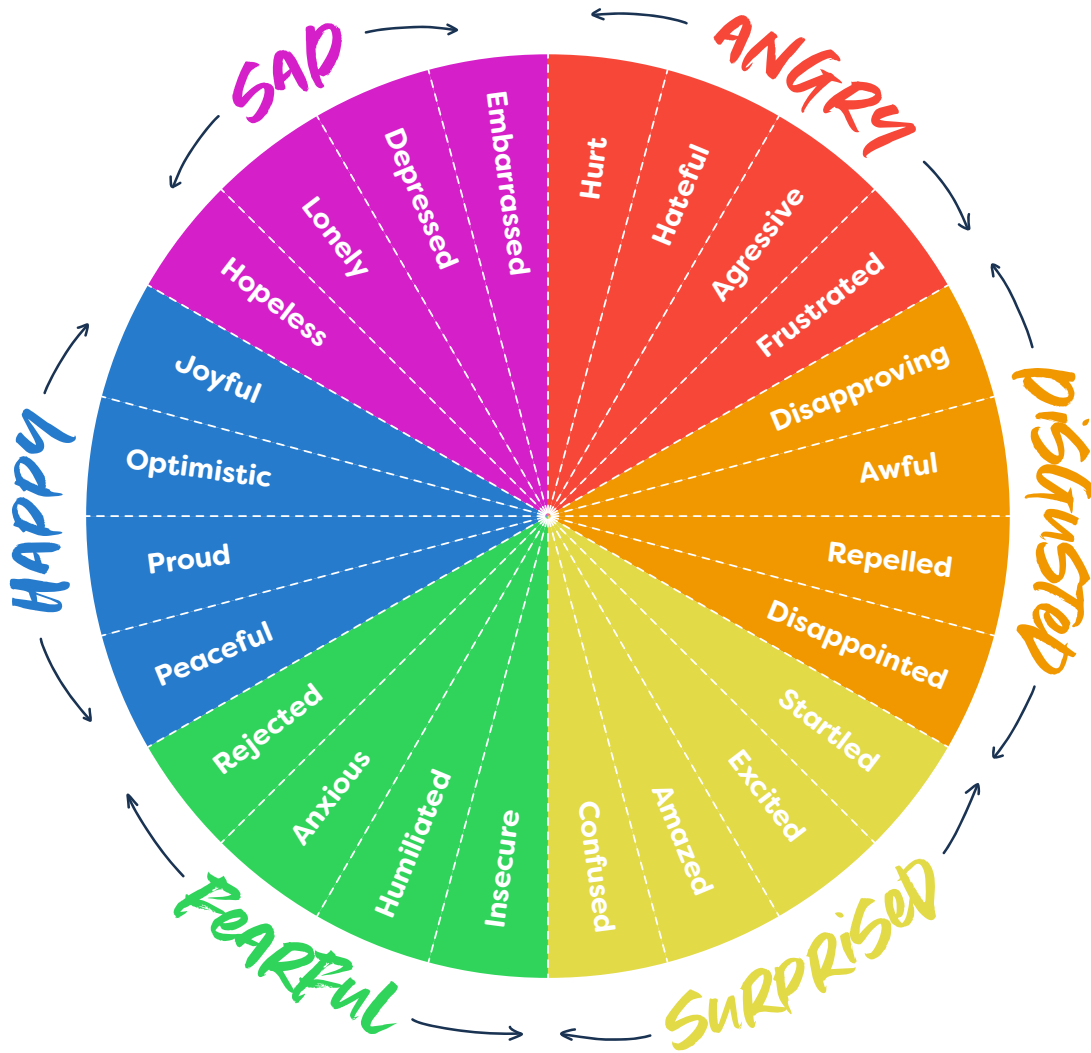 SAD
ANGRY
DISGUSTED
SURPRISED
FEARFUL
HAPPY
Hurt
Hateful
Agressive
Frustrated
Disapproving
Awful
Repelled
Disappointed
Startled
Excited
Amazed
Confused
Insecure
Humiliated
Anxious
Rejected
Peaceful
Proud
Optimistic
Joyful
Hopeless
Lonely
Depressed
Embarrassed